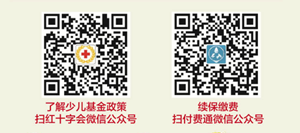 了解少儿基金政策
扫红十字会微信公众号
续保缴费
扫付费通微信公众号